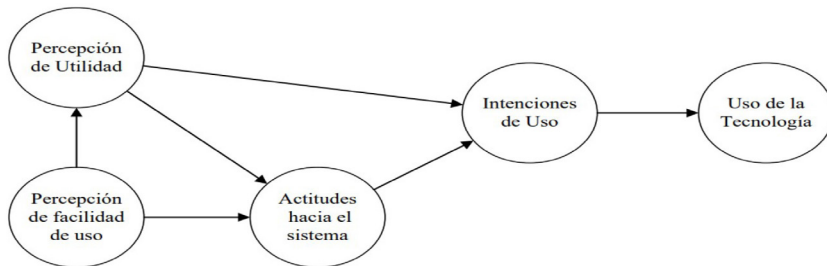 Percepción
de Utilidad
Intenciones
de Uso
Uso de la
Tecnología
Percepción
de facilidad
de uso
Actitudes
hacia el
sistema